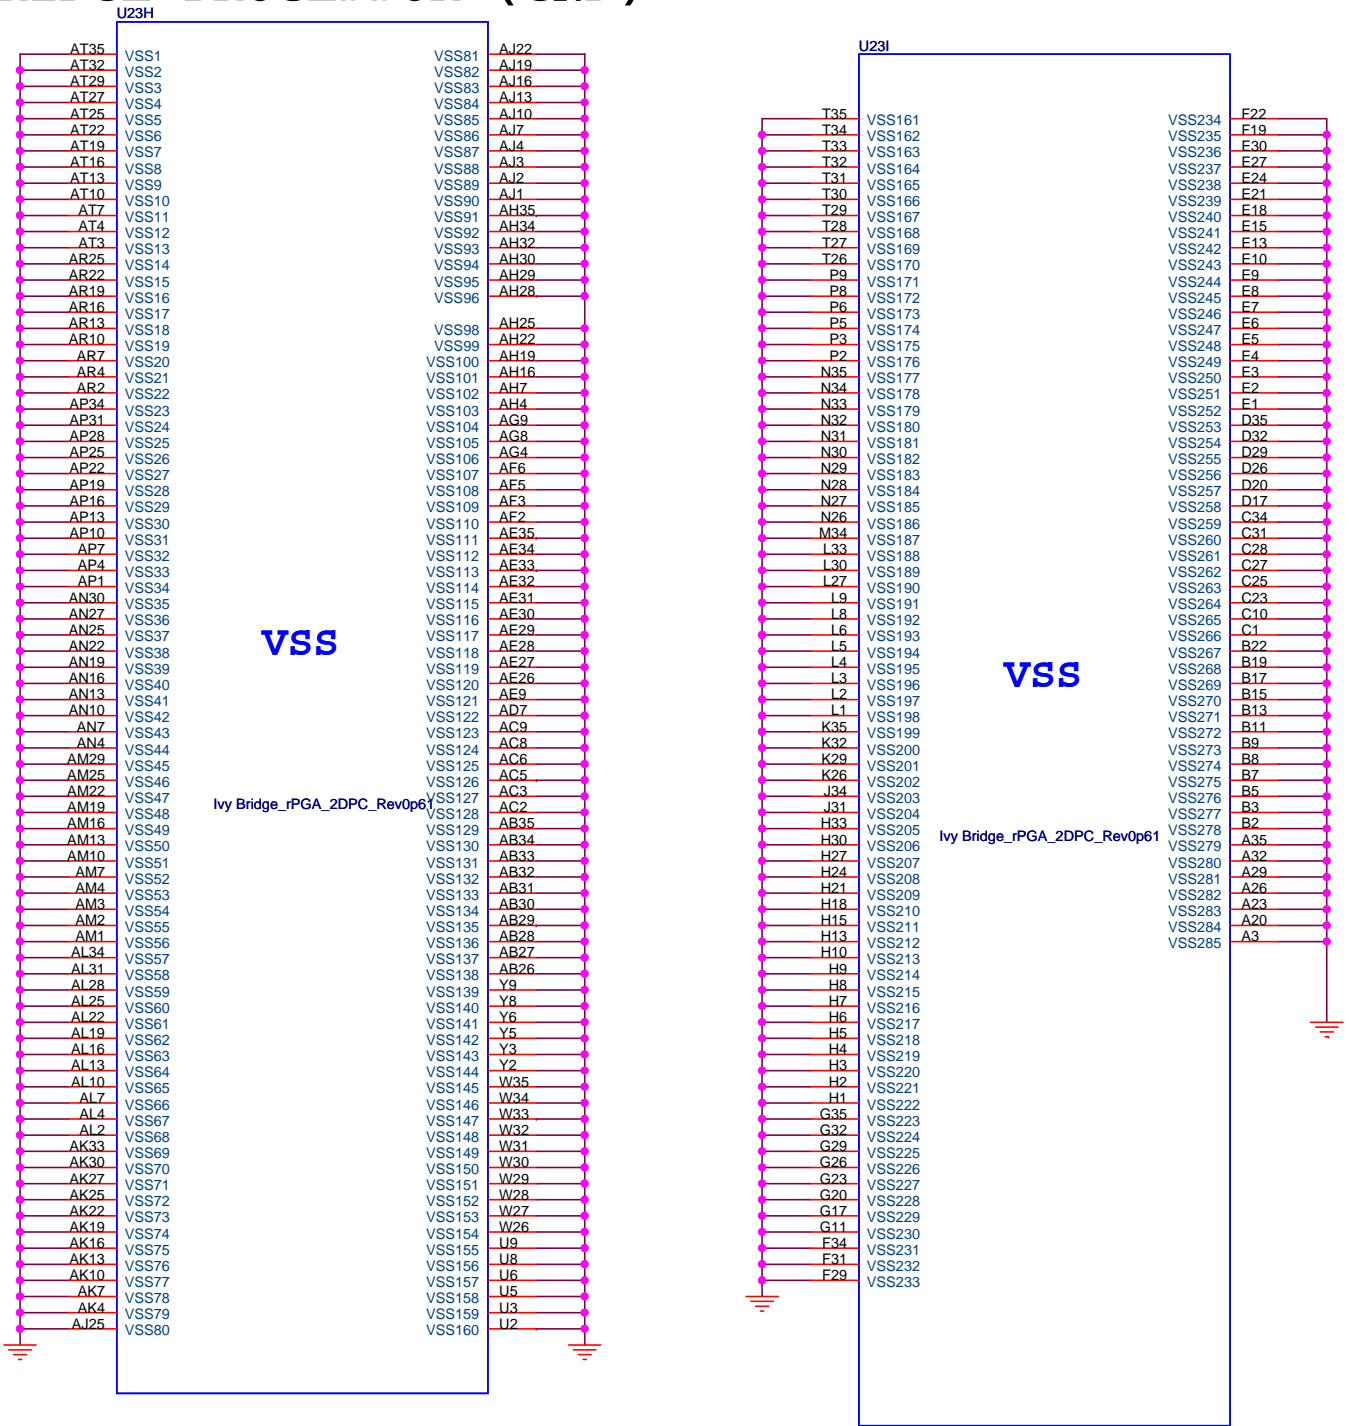 U23H
AT35 VSS1
AT32 VSS2
AT29 VSS3
AT27 VSS4
AT25 VSS5
AT22 VSS6
AT19 VSS7
AT16 VSS8
AT13 VSS9
AT10 VSS10
AT7 VSS11
AT4 VSS12
AT3 VSS13
AR25 VSS14
AR22 VSS15
AR19 VSS16
AR16 VSS17
AR13 VSS18
AR10 VSS19
AR7 VSS20
AR4 VSS21
AR2 VSS22
AP34 VSS23
AP31 VSS24
AP28 VSS25
AP25 VSS26
AP22 VSS27
AP19 VSS28
AP16 VSS29
AP13 VSS30
AP10 VSS31
AP7 VSS32
AP4 VSS33
AP1 VSS34
AN30 VSS35
AN27 VSS36
AN25 VSS37
AN22 VSS38
AN19 VSS39
AN16 VSS40
AN13 VSS41
AN10 VSS42
AN7 VSS43
AN4 VSS44
AM29 VSS45
AM25 VSS46
AM22 VSS47
AM19 VSS48
AM16 VSS49
AM13 VSS50
AM10 VSS51
AM7 VSS52
AM4 VSS53
AM3 VSS54
AM2 VSS55
AM1 VSS56
AL34 VSS57
AL31 VSS58
AL28 VSS59
AL25 VSS60
AL22 VSS61
AL19 VSS62
AL16 VSS63
AL13 VSS64
AL10 VSS65
AL7 VSS66
AL4 VSS67
AL2 VSS68
AK33 VSS69
AK30 VSS70
AK27 VSS71
AK25 VSS72
AK22 VSS73
AK19 VSS74
AK16 VSS75
AK13 VSS76
AK10 VSS77
AK7 VSS78
AK4 VSS79
AJ25 VSS80
VSS
Ivy Bridge_rPGA_2DPC_Rev0p61
VSS81 AJ22
VSS82 AJ19
VSS83 AJ16
VSS84 AJ13
VSS85 AJ10
VSS86 AJ7
VSS87 AJ4
VSS88 AJ3
VSS89 AJ2
VSS90 AJ1
VSS91 AH35
VSS92 AH34
VSS93 AH32
VSS94 AH30
VSS95 AH29
VSS96 AH28
VSS98 AH25
VSS99 AH22
VSS100 AH19
VSS101 AH16
VSS102 AH7
VSS103 AH4
VSS104 AG9
VSS105 AG8
VSS106 AG4
VSS107 AF6
VSS108 AF5
VSS109 AF3
VSS110 AF2
VSS111 AE35
VSS112 AE34
VSS113 AE33
VSS114 AE32
VSS115 AE31
VSS116 AE30
VSS117 AE29
VSS118 AE28
VSS119 AE27
VSS120 AE26
VSS121 AE9
VSS122 AD7
VSS123 AC9
VSS124 AC8
VSS125 AC6
VSS126 AC5
VSS127 AC3
VSS128 AC2
VSS129 AB35
VSS130 AB34
VSS131 AB33
VSS132 AB32
VSS133 AB31
VSS134 AB30
VSS135 AB29
VSS136 AB28
VSS137 AB27
VSS138 AB26
VSS139 Y9
VSS140 Y8
VSS141 Y6
VSS142 Y5
VSS143 Y3
VSS144 Y2
VSS145 W35
VSS146 W34
VSS147 W33
VSS148 W32
VSS149 W31
VSS150 W30
VSS151 W29
VSS152 W28
VSS153 W27
VSS154 W26
VSS155 U9
VSS156 U8
VSS157 U6
VSS158 U5
VSS159 U3
VSS160 U2
U23I
T35 VSS161
T34 VSS162
T33 VSS163
T32 VSS164
T31 VSS165
T30 VSS166
T29 VSS167
T28 VSS168
T27 VSS169
T26 VSS170
P9 VSS171
P8 VSS172
P6 VSS173
P5 VSS174
P3 VSS175
P2 VSS176
N35 VSS177
N34 VSS178
N33 VSS179
N32 VSS180
N31 VSS181
N30 VSS182
N29 VSS183
N28 VSS184
N27 VSS185
N26 VSS186
M34 VSS187
L33 VSS188
L30 VSS189
L27 VSS190
L9 VSS191
L8 VSS192
L6 VSS193
L5 VSS194
L4 VSS195
L3 VSS196
L2 VSS197
L1 VSS198
K35 VSS199
K32 VSS200
K29 VSS201
K26 VSS202
J34 VSS203
J31 VSS204
H33 VSS205
H30 VSS206
H27 VSS207
H24 VSS208
H21 VSS209
H18 VSS210
H15 VSS211
H13 VSS212
H10 VSS213
H9 VSS214
H8 VSS215
H7 VSS216
H6 VSS217
H5 VSS218
H4 VSS219
H3 VSS220
H2 VSS221
H1 VSS222
G35 VSS223
G32 VSS224
G29 VSS225
G26 VSS226
G23 VSS227
G20 VSS228
G17 VSS229
G11 VSS230
F34 VSS231
F31 VSS232
F29 VSS233
VSS
Ivy Bridge_rPGA_2DPC_Rev0p61
VSS234 F22
VSS235 F19
VSS236 E30
VSS237 E27
VSS238 E24
VSS239 E21
VSS240 E18
VSS241 E15
VSS242 E13
VSS243 E10
VSS244 E9
VSS245 E8
VSS246 E7
VSS247 E6
VSS248 E5
VSS249 E4
VSS250 E3
VSS251 E2
VSS252 E1
VSS253 D35
VSS254 D32
VSS255 D29
VSS256 D26
VSS257 D20
VSS258 D17
VSS259 C34
VSS260 C31
VSS261 C28
VSS262 C27
VSS263 C25
VSS264 C23
VSS265 C10
VSS266 C1
VSS267 B22
VSS268 B19
VSS269 B17
VSS270 B15
VSS271 B13
VSS272 B11
VSS273 B9
VSS274 B8
VSS275 B7
VSS276 B5
VSS277 B3
VSS278 B2
VSS279 A35
VSS280 A32
VSS281 A29
VSS282 A26
VSS283 A23
VSS284 A20
VSS285 A3